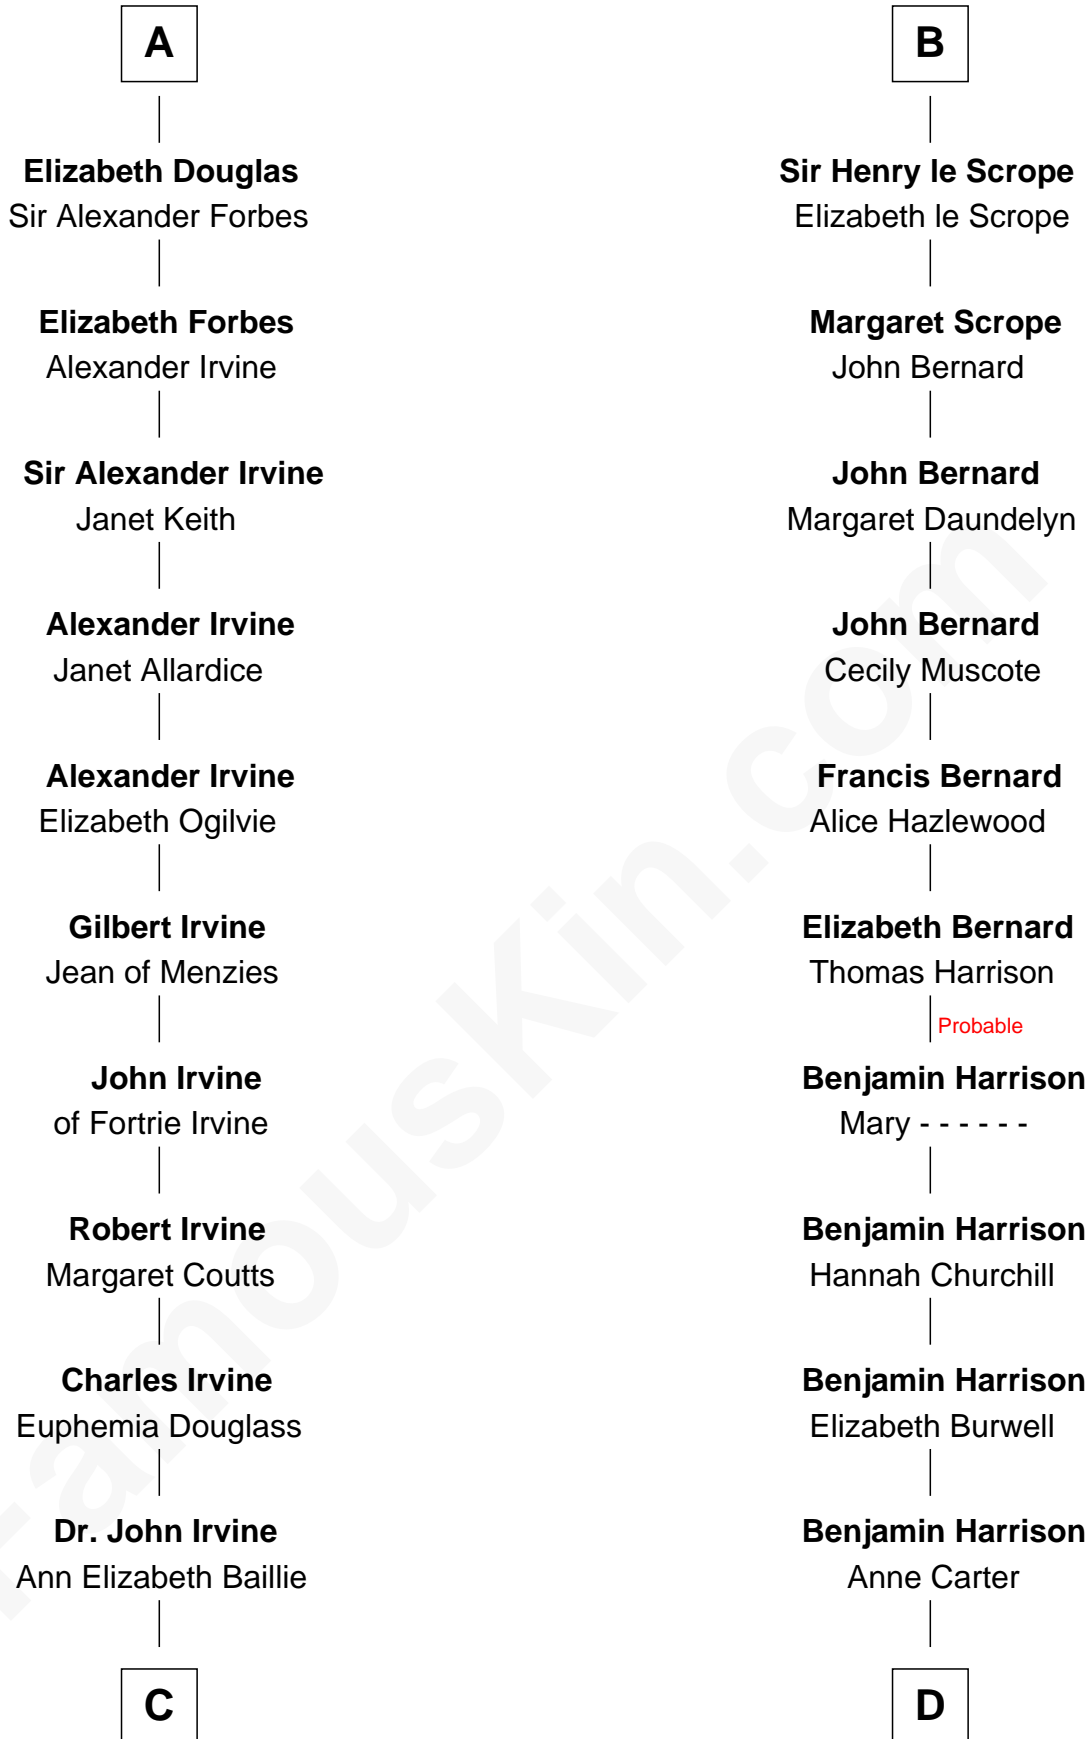 A
Elizabeth Douglas
Sir Alexander Forbes
Elizabeth Forbes
Alexander Irvine
Sir Alexander Irvine
Janet Keith
Alexander Irvine
Janet Allardice
Alexander Irvine
Elizabeth Ogilvie
Gilbert Irvine
Jean of Menzies
John Irvine
of Fortrie Irvine
Robert Irvine
Margaret Coutts
Charles Irvine
Euphemia Douglass
Dr. John Irvine
Ann Elizabeth Baillie
C
B
Sir Henry le Scrope
Elizabeth le Scrope
Margaret Scrope
John Bernard
John Bernard
Margaret Daundelyn
John Bernard
Cecily Muscote
Francis Bernard
Alice Hazlewood
Elizabeth Bernard
Thomas Harrison
Probable
Benjamin Harrison
Mary - - - - - -
Benjamin Harrison
Hannah Churchill
Benjamin Harrison
Elizabeth Burwell
Benjamin Harrison
Anne Carter
D
FamousKin.com